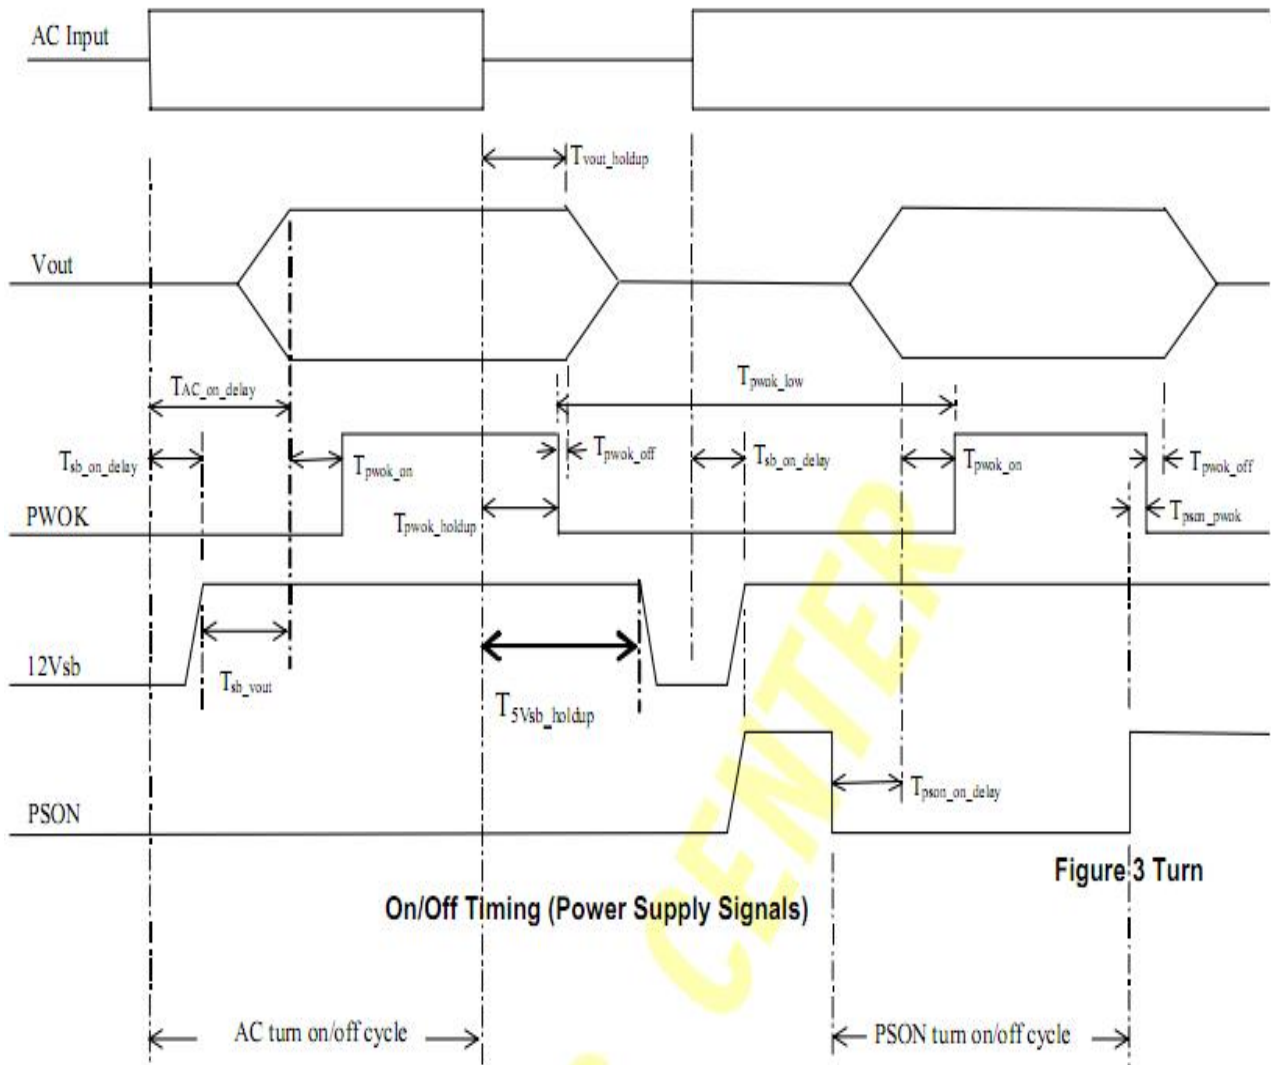 AC Input
Tvout_holdup
Vout
TAC_on_delay
Tpwok_low
Tsb_on_delay
Tpwok_on
Tpwok_off
Tsb_on_delay
Tpwok_on
Tpwok_off
PWOK
Tpwok_holdup
Tpson_pwok
12Vsb
Tsb_vout
T5Vsb_holdup
Tpson_on_delay
PSON
Figure 3 Turn
On/Off Timing (Power Supply Signals)
CENTER
AC turn on/off cycle
PSON turn on/off cycle